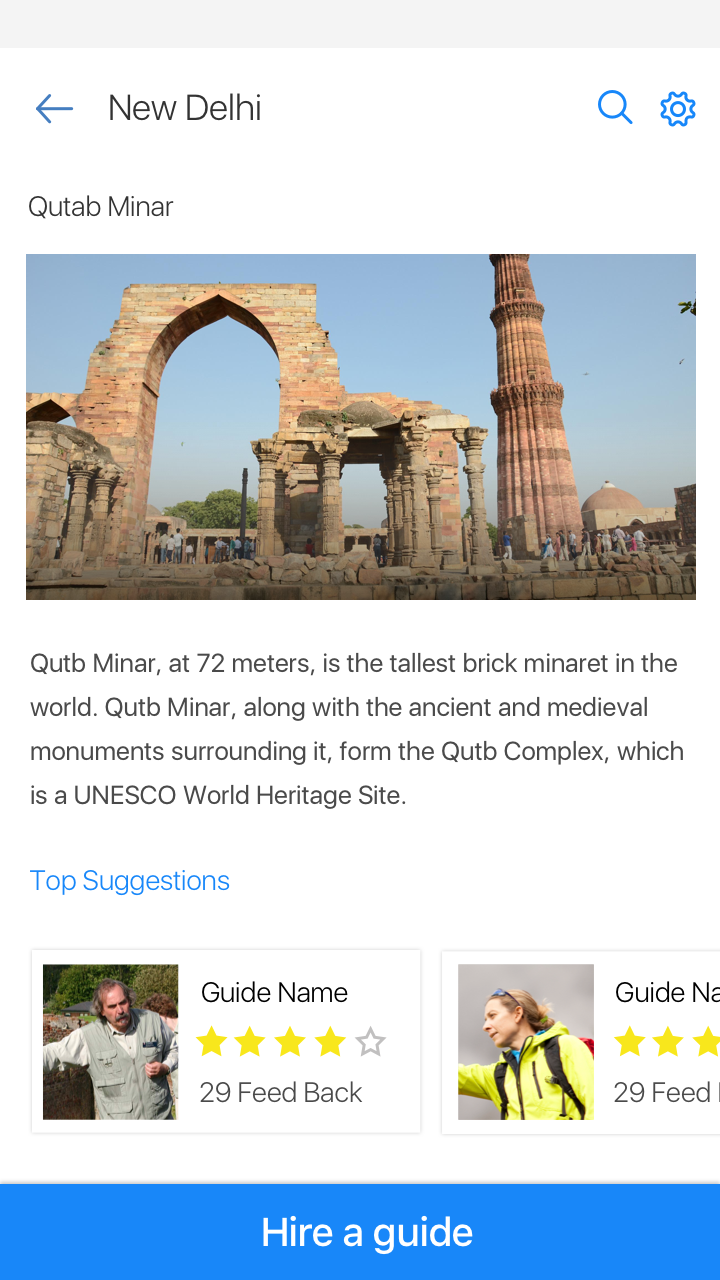 New Delhi
Qutab Minar
Qutb Minar, at 72 meters, is the tallest brick minaret in the
world. Qutb Minar, along with the ancient and medieval
monuments surrounding it, form the Qutb Complex, which
is a UNESCO World Heritage Site.
Top Suggestions
Guide Name
29 Feed Back
Guide Na
29 Feed
Hire a guide